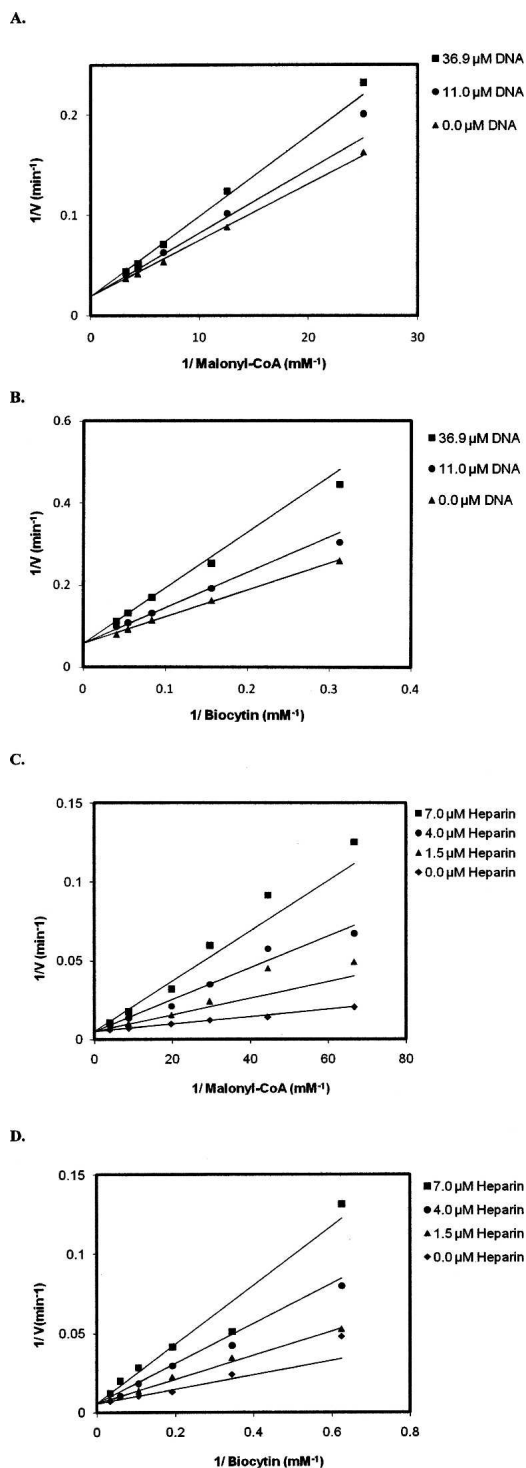 A.
36.9 µM DNA
11.0 µM DNA
0.0 µM DNA
0.2
0.1
0
0 10 20 30
1/V (min-1)
1/ Malonyl-CoA (mM-1)
B.
36.9 µM DNA
11.0 µM DNA
0.0 µM DNA
0.6
0.4
0.2
0
0 0.1 0.2 0.3 0.4
1/V (min-1)
1/ Biocytin (mM-1)
C.
7.0 µM Heparin
4.0 µM Heparin
1.5 µM Heparin
0.0 µM Heparin
0.15
0.1
0.05
0
0 20 40 60 80
1/V (min-1)
1/ Malonyl-CoA (mM-1)
D.
7.0 µM Heparin
4.0 µM Heparin
1.5 µM Heparin
0.0 µM Heparin
0.15
0.1
0.05
0
0 0.2 0.4 0.6 0.8
1/V (min-1)
1/ Biocytin (mM-1)